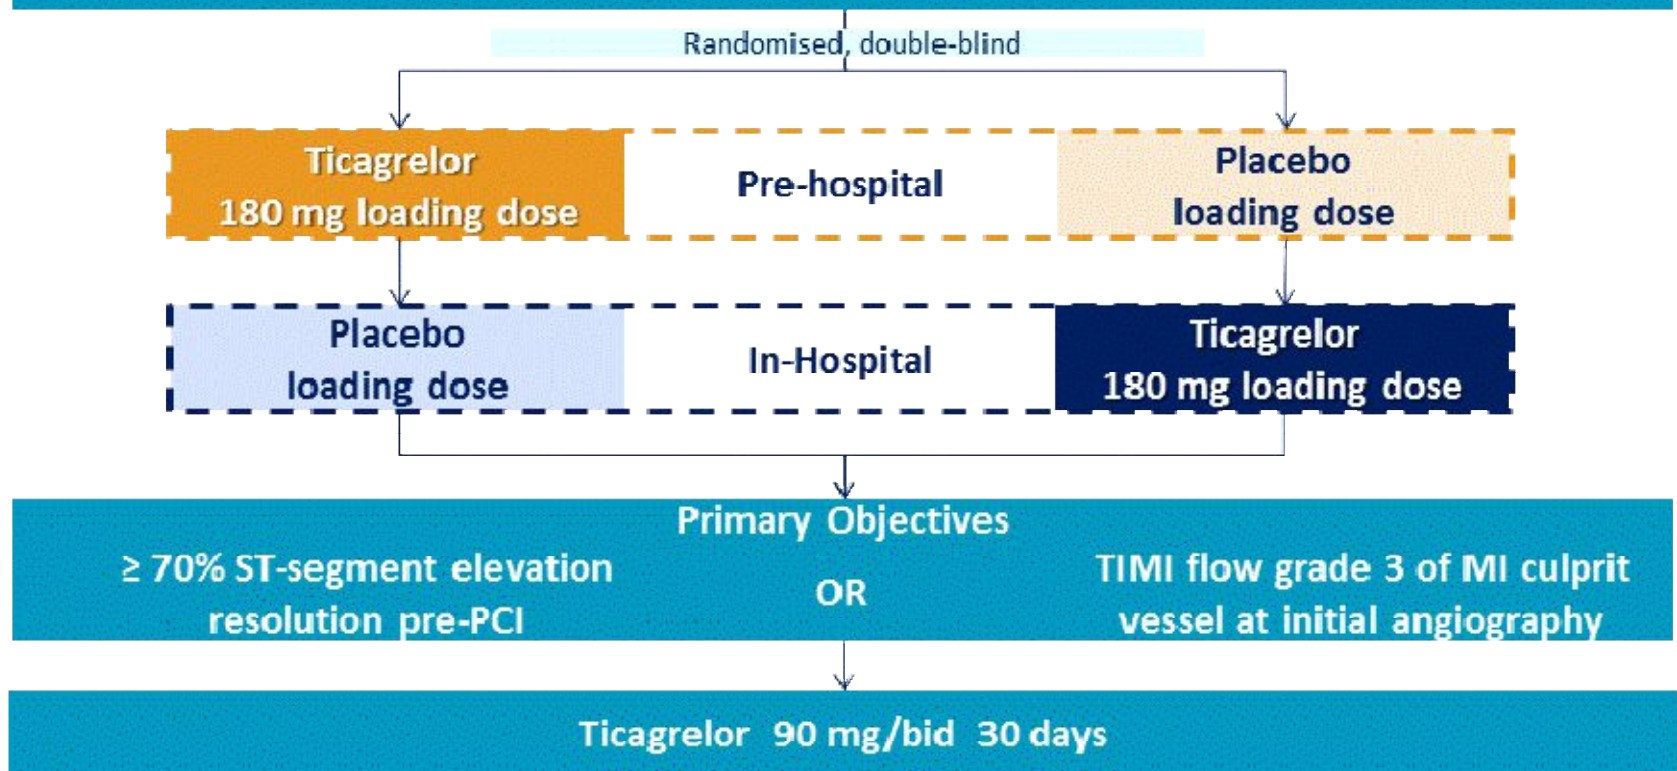 Randomised, double-blind
Ticagrelor
180 mg loading dose
Pre-hospital
Placebo
loading dose
Placebo
loading dose
In-Hospital
Ticagrelor
180 mg loading dose
Primary Objectives
≥ 70% ST-segment elevation
resolution pre-PCI
OR
TIMI flow grade 3 of MI culprit
vessel at initial angiography
Ticagrelor 90 mg/bid 30 days